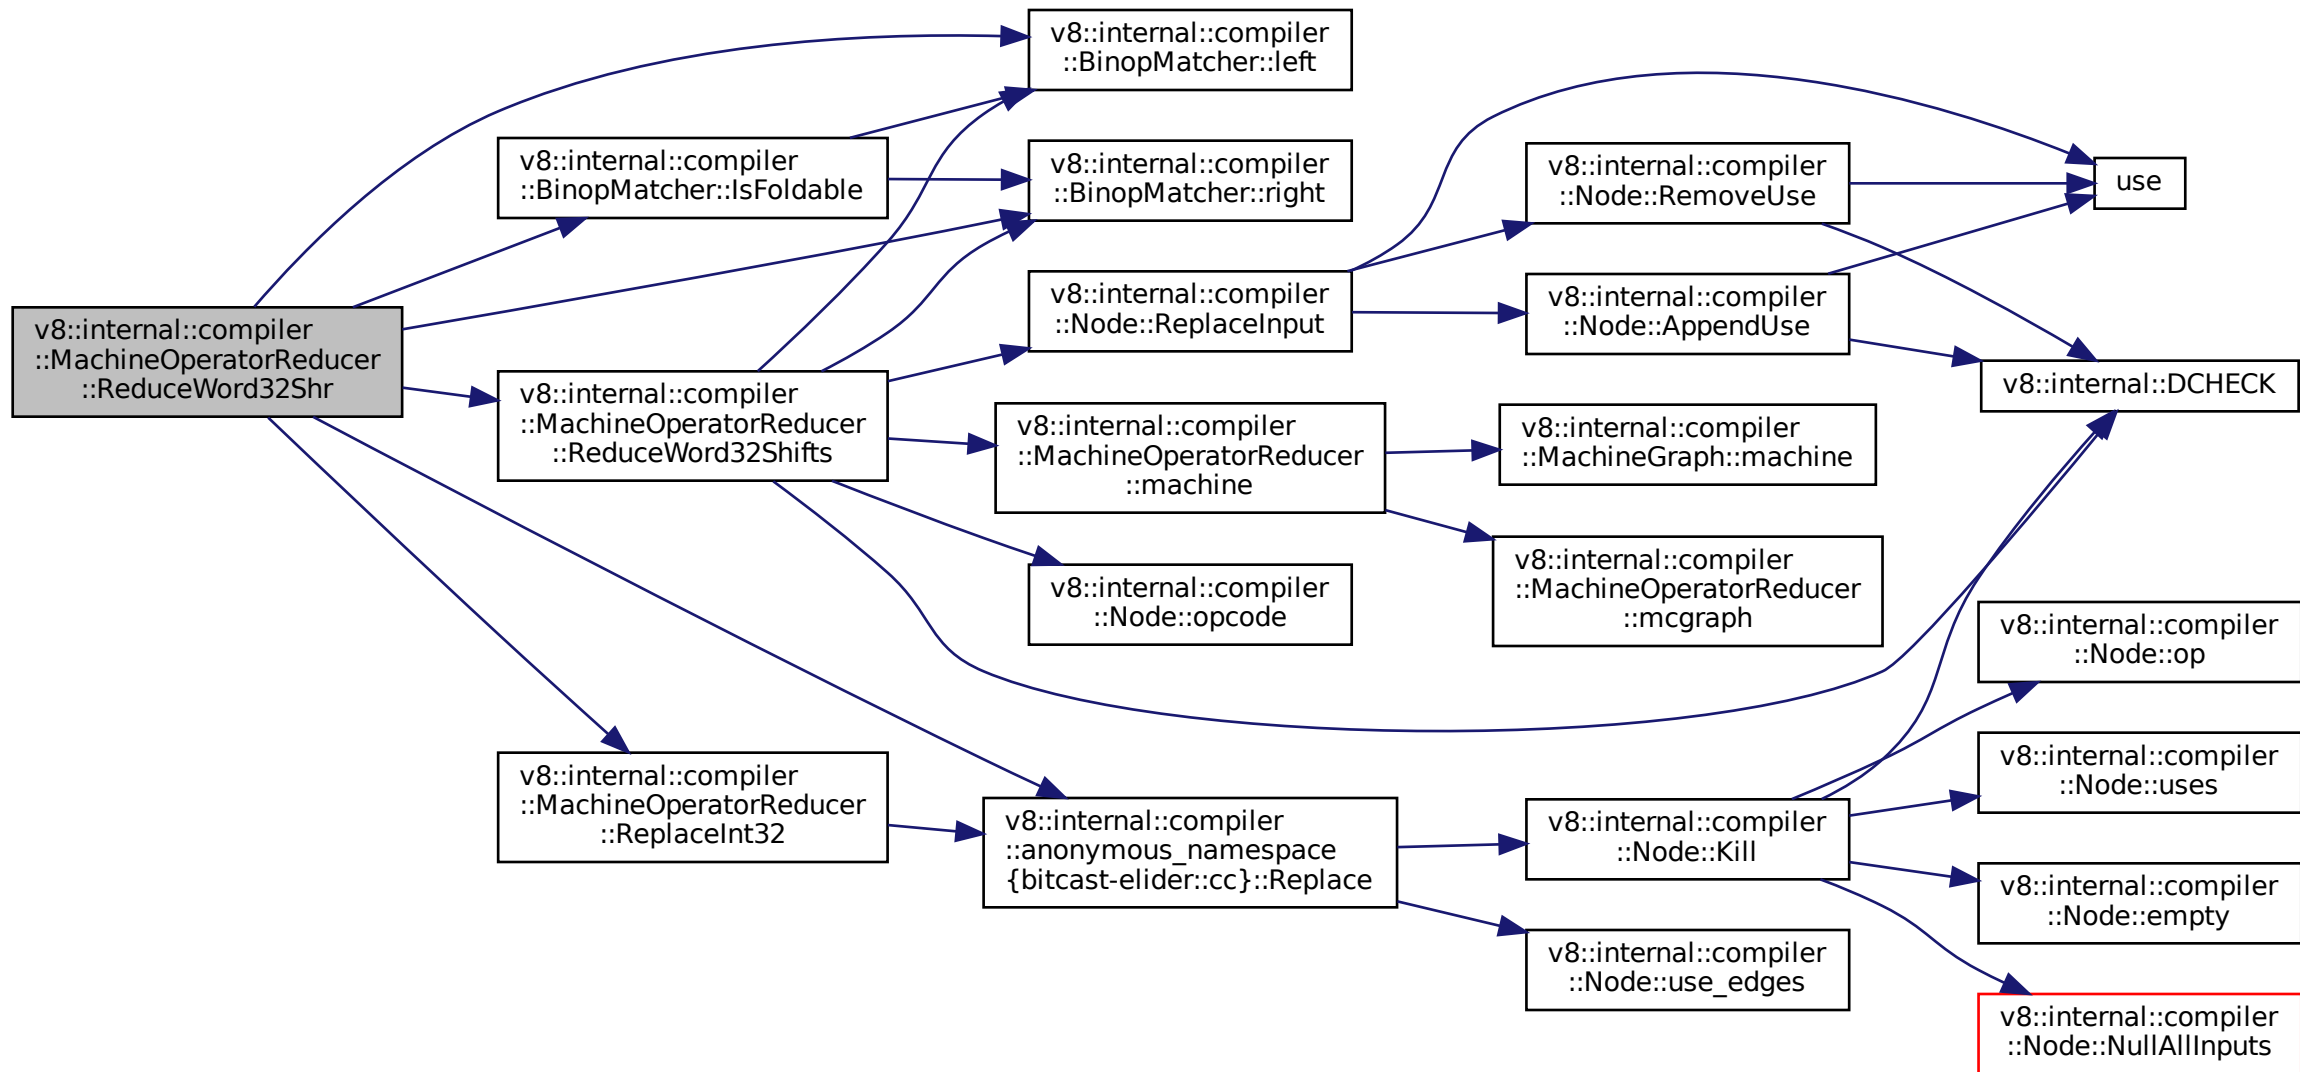 v8::internal::compiler
::MachineOperatorReducer
::ReduceWord32Shr
v8::internal::compiler
::BinopMatcher::IsFoldable
v8::internal::compiler
::MachineOperatorReducer
::ReduceWord32Shifts
v8::internal::compiler
::MachineOperatorReducer
::ReplaceInt32
v8::internal::compiler
::BinopMatcher::left
v8::internal::compiler
::BinopMatcher::right
v8::internal::compiler
::Node::ReplaceInput
v8::internal::compiler
::MachineOperatorReducer
::machine
v8::internal::compiler
::Node::opcode
v8::internal::compiler
::anonymous_namespace
{bitcast-elider::cc}::Replace
v8::internal::compiler
::Node::RemoveUse
v8::internal::compiler
::Node::AppendUse
v8::internal::compiler
::MachineGraph::machine
v8::internal::compiler
::MachineOperatorReducer
::mcgraph
v8::internal::compiler
::Node::Kill
v8::internal::compiler
::Node::use_edges
use
v8::internal::DCHECK
v8::internal::compiler
::Node::op
v8::internal::compiler
::Node::uses
v8::internal::compiler
::Node::empty
v8::internal::compiler
::Node::NullAllInputs